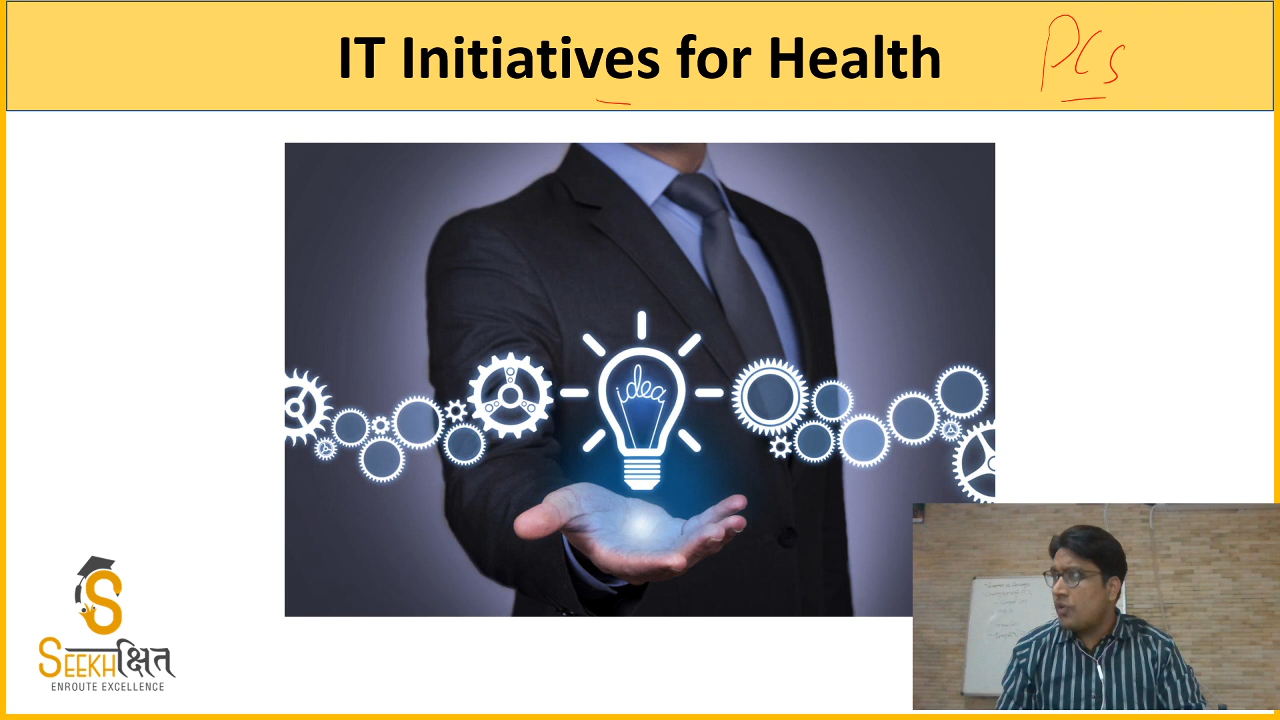 IT Initiatives for Health
PCs
idea
SEEKHक्षित
ENROUTE EXCELLENCE